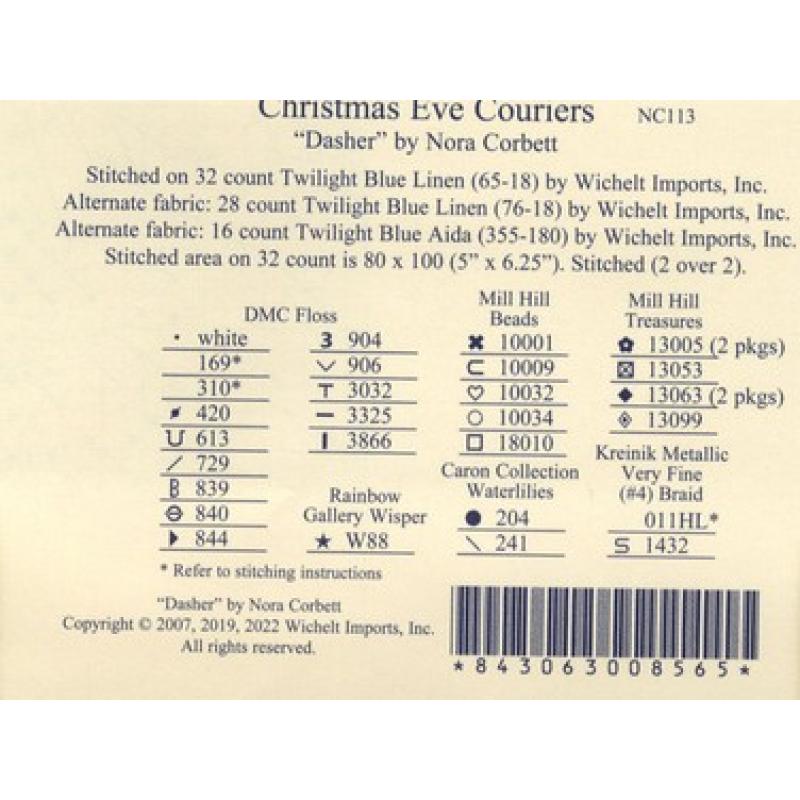 Christmas Eve Couriers NC113
"Dasher" by Nora Corbett
Stitched on 32 count Twilight Blue Linen (65-18) by Wichelt Imports, Inc.
Alternate fabric: 28 count Twilight Blue Linen (76-18) by Wichelt Imports, Inc.
Alternate fabric: 16 count Twilight Blue Aida (355-180) by Wichelt Imports, Inc.
Stitched area on 32 count is 80 x 100 (5" x 6.25"). Stitched (2 over 2).
DMC Floss
• white
169*
310*
420
613
/ 729
B 839
840
844
3 904
906
T 3032
— 3325
I 3866
Rainbow
Gallery Wisper
★ W88
Mill Hill
Beads
✖ 10001
⊏ 10009
♡ 10032
○ 10034
□ 18010
Caron Collection
Waterlilies
● 204
\ 241
Mill Hill
Treasures
13005 (2 pkgs)
13053
◆ 13063 (2 pkgs)
13099
Kreinik Metallic
Very Fine
(#4) Braid
011HL*
S 1432
* Refer to stitching instructions
"Dasher" by Nora Corbett
Copyright © 2007, 2019, 2022 Wichelt Imports, Inc.
All rights reserved.
*843063008565*